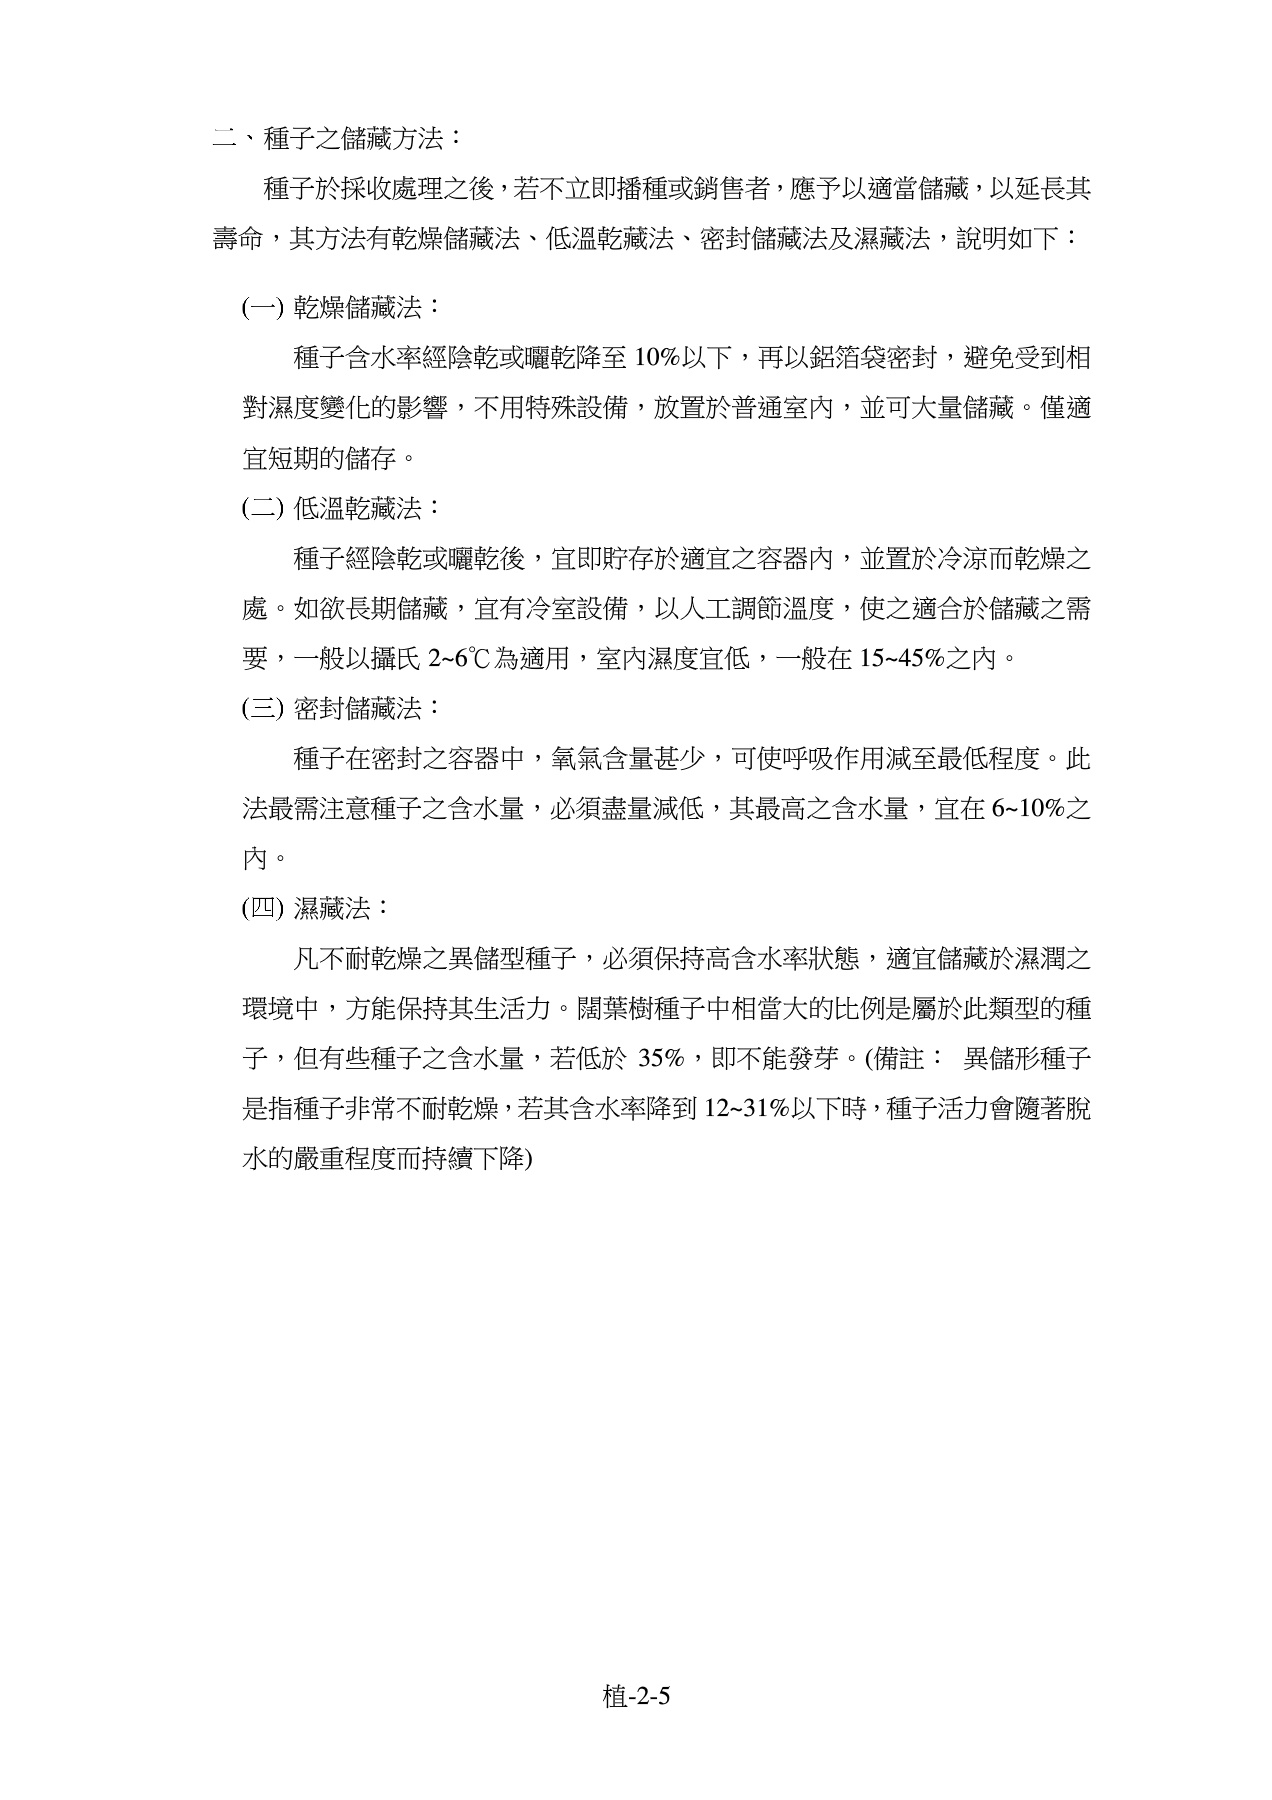 二、種子之儲藏方法：
種子於採收處理之後，若不立即播種或銷售者，應予以適當儲藏，以延長其
壽命，其方法有乾燥儲藏法、低溫乾藏法、密封儲藏法及濕藏法，說明如下：
(一) 乾燥儲藏法：
種子含水率經陰乾或曬乾降至 10%以下，再以鋁箔袋密封，避免受到相
對濕度變化的影響，不用特殊設備，放置於普通室內，並可大量儲藏。僅適
宜短期的儲存。
(二) 低溫乾藏法：
種子經陰乾或曬乾後，宜即貯存於適宜之容器內，並置於冷涼而乾燥之
處。如欲長期儲藏，宜有冷室設備，以人工調節溫度，使之適合於儲藏之需
要，一般以攝氏 2~6℃為適用，室內濕度宜低，一般在 15~45%之內。
(三) 密封儲藏法：
種子在密封之容器中，氧氣含量甚少，可使呼吸作用減至最低程度。此
法最需注意種子之含水量，必須盡量減低，其最高之含水量，宜在 6~10%之
內。
(四) 濕藏法：
凡不耐乾燥之異儲型種子，必須保持高含水率狀態，適宜儲藏於濕潤之
環境中，方能保持其生活力。闊葉樹種子中相當大的比例是屬於此類型的種
子，但有些種子之含水量，若低於 35%，即不能發芽。(備註： 異儲形種子
是指種子非常不耐乾燥，若其含水率降到 12~31%以下時，種子活力會隨著脫
水的嚴重程度而持續下降)
植-2-5